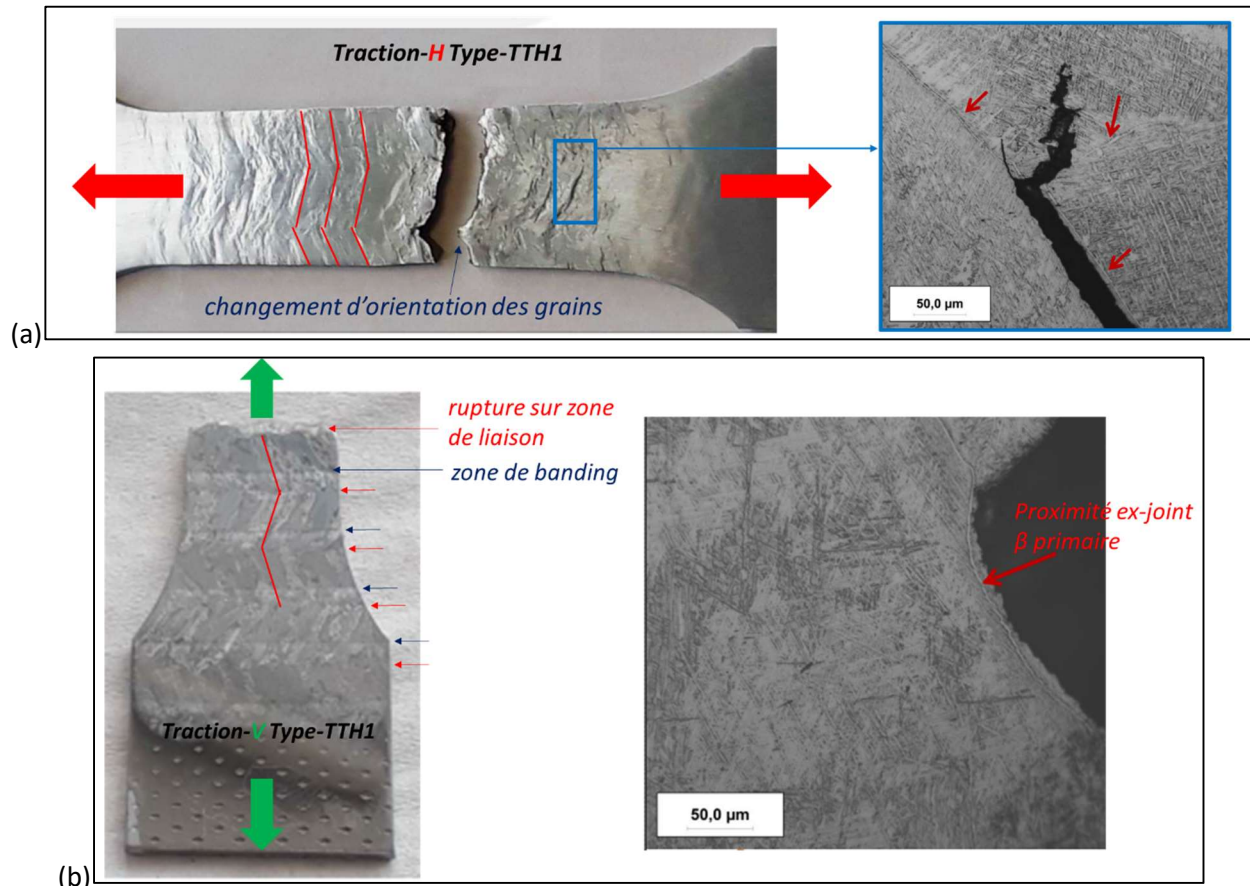 Traction-H Type-TTH1
changement d'orientation des grains
50,0 µm
(a)
rupture sur zone
de liaison
zone de banding
Traction-V Type-TTH1
Proximité ex-joint
β primaire
50,0 µm
(b)